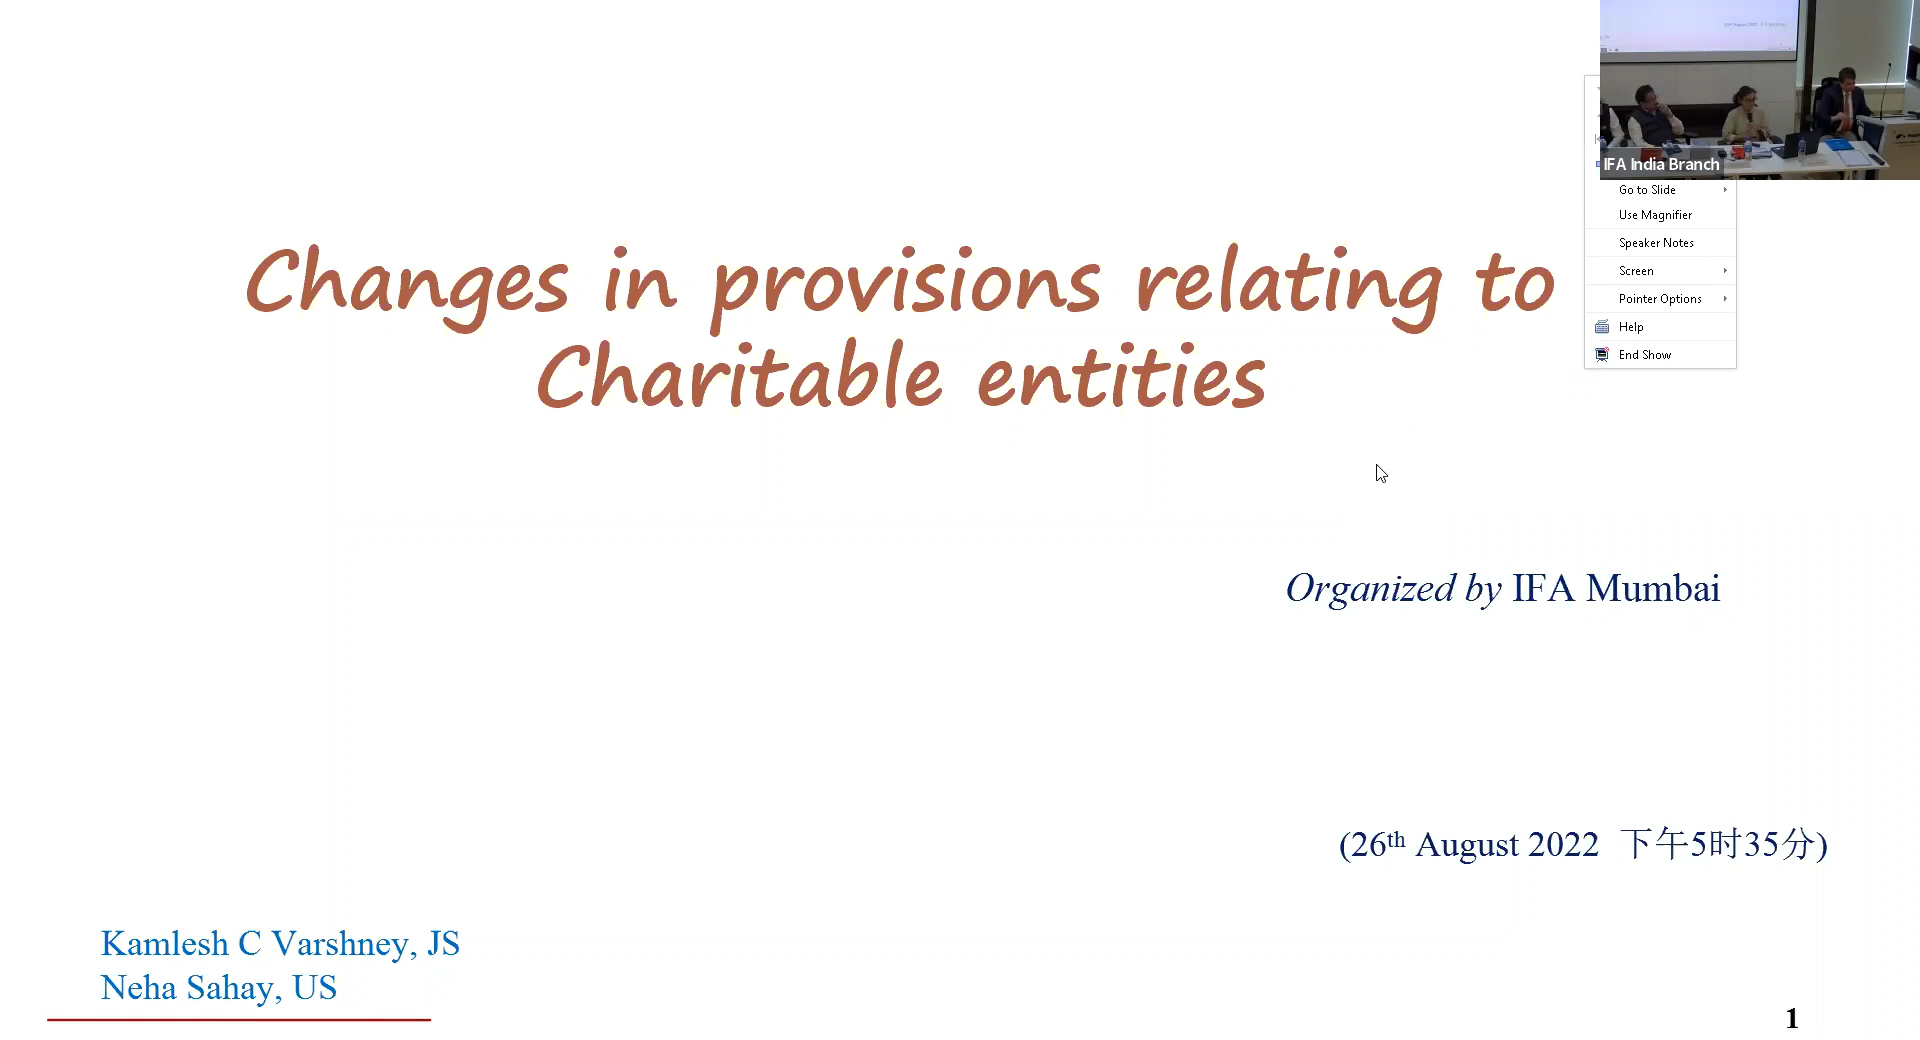 Changes in provisions relating to
Charitable entities
Organized by IFA Mumbai
(26th August 2022 下午5时35分)
Kamlesh C Varshney, JS
Neha Sahay, US
1
IFA India Branch
Go to Slide
Use Magnifier
Speaker Notes
Screen
Pointer Options
Help
End Show